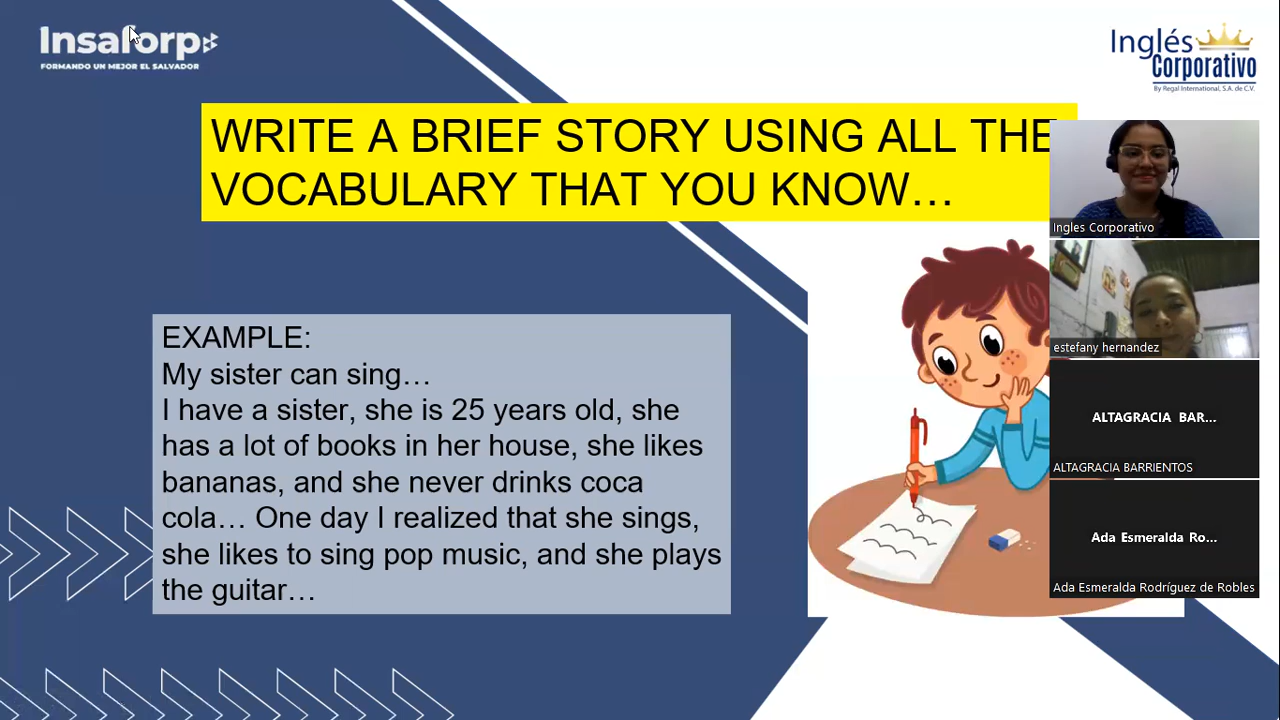 Insaforp
FORMANDO UN MEJOR EL SALVADOR
Inglés
Corporativo
By Regal International, S.A. de C.V.
WRITE A BRIEF STORY USING ALL THE
VOCABULARY THAT YOU KNOW…
Ingles Corporativo
estefany hernandez
ALTAGRACIA BAR...
ALTAGRACIA BARRIENTOS
Ada Esmeralda Ro...
Ada Esmeralda Rodríguez de Robles
EXAMPLE:
My sister can sing…
I have a sister, she is 25 years old, she
has a lot of books in her house, she likes
bananas, and she never drinks coca
cola… One day I realized that she sings,
she likes to sing pop music, and she plays
the guitar…